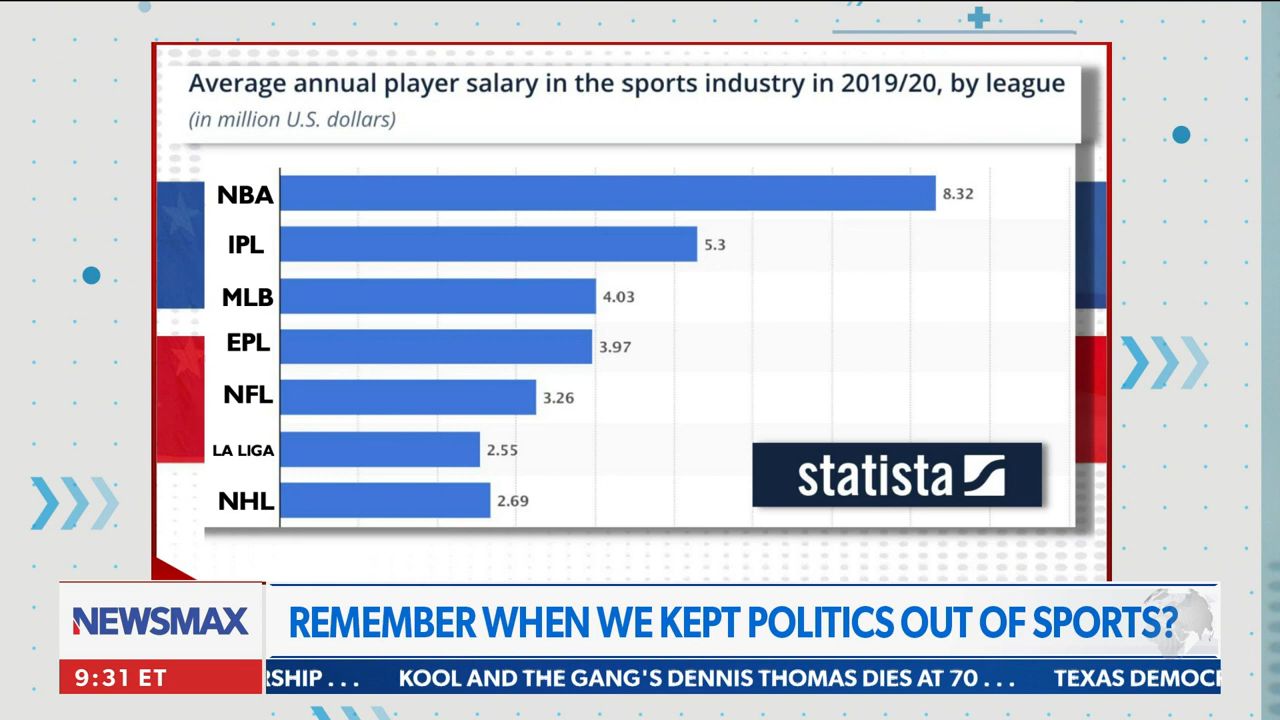 Average annual player salary in the sports industry in 2019/20, by league
(in million U.S. dollars)
NBA 8.32
IPL 5.3
MLB 4.03
EPL 3.97
NFL 3.26
LA LIGA 2.55
NHL 2.69
statista
NEWSMAX
REMEMBER WHEN WE KEPT POLITICS OUT OF SPORTS?
9:31 ET
RSHIP . . . KOOL AND THE GANG'S DENNIS THOMAS DIES AT 70 . . . TEXAS DEMOC